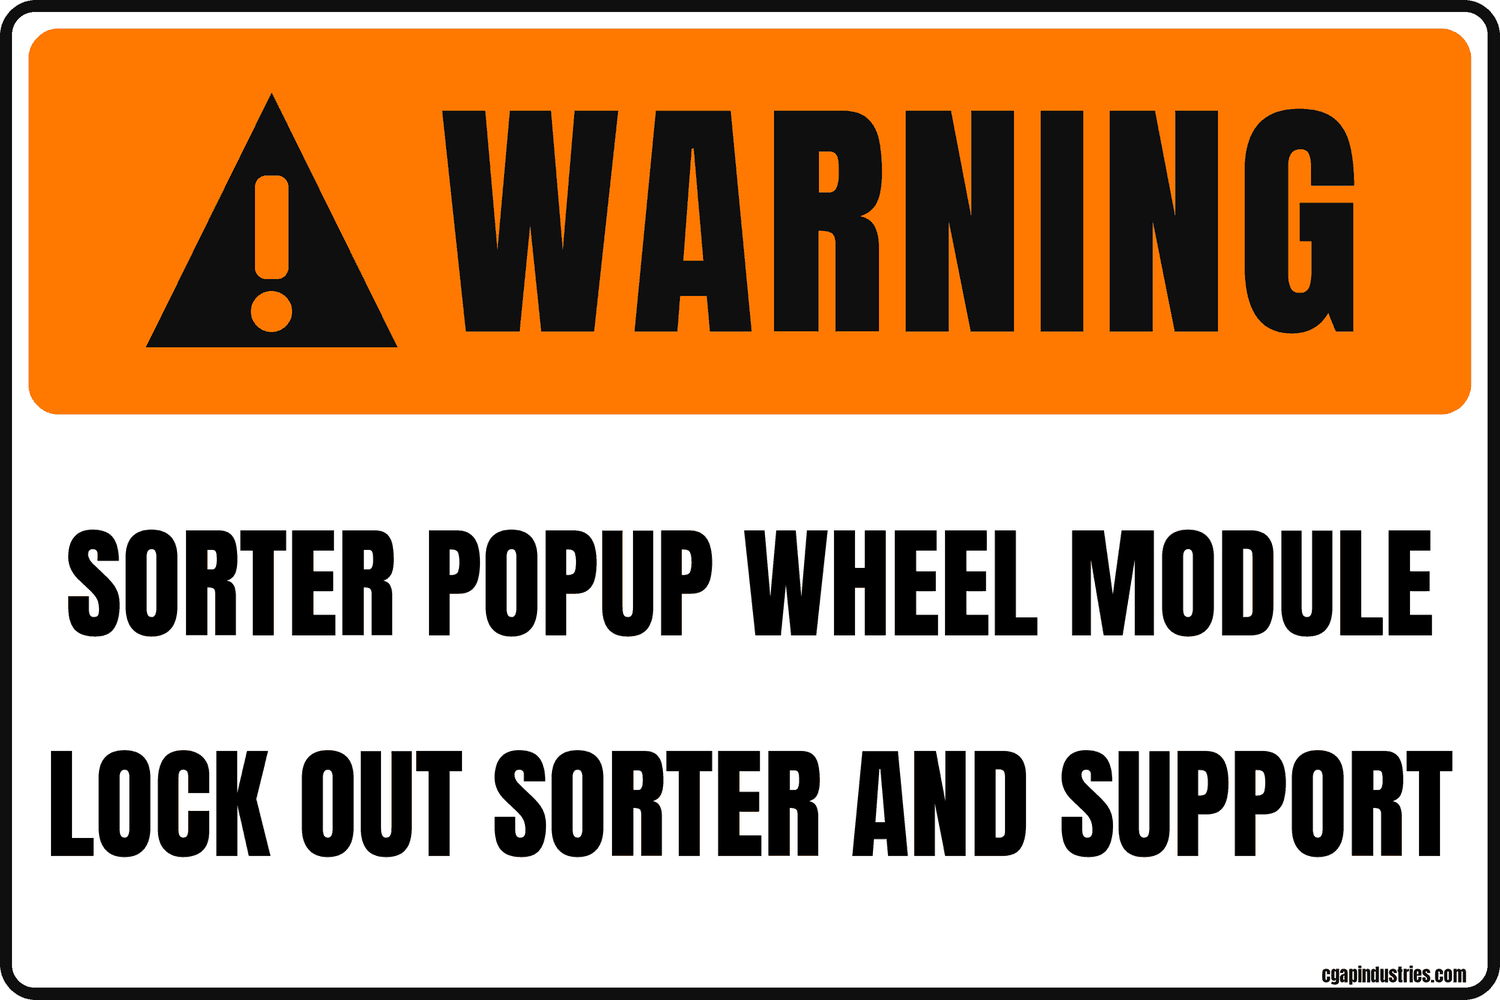 WARNING
SORTER POPUP WHEEL MODULE
LOCK OUT SORTER AND SUPPORT
cgapindustries.com